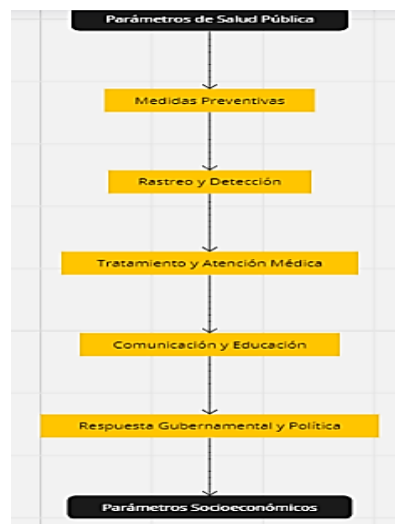 Parámetros de Salud Pública
Medidas Preventivas
Rastreo y Detección
Tratamiento y Atención Médica
Comunicación y Educación
Respuesta Gubernamental y Política
Parámetros Socioeconómicos